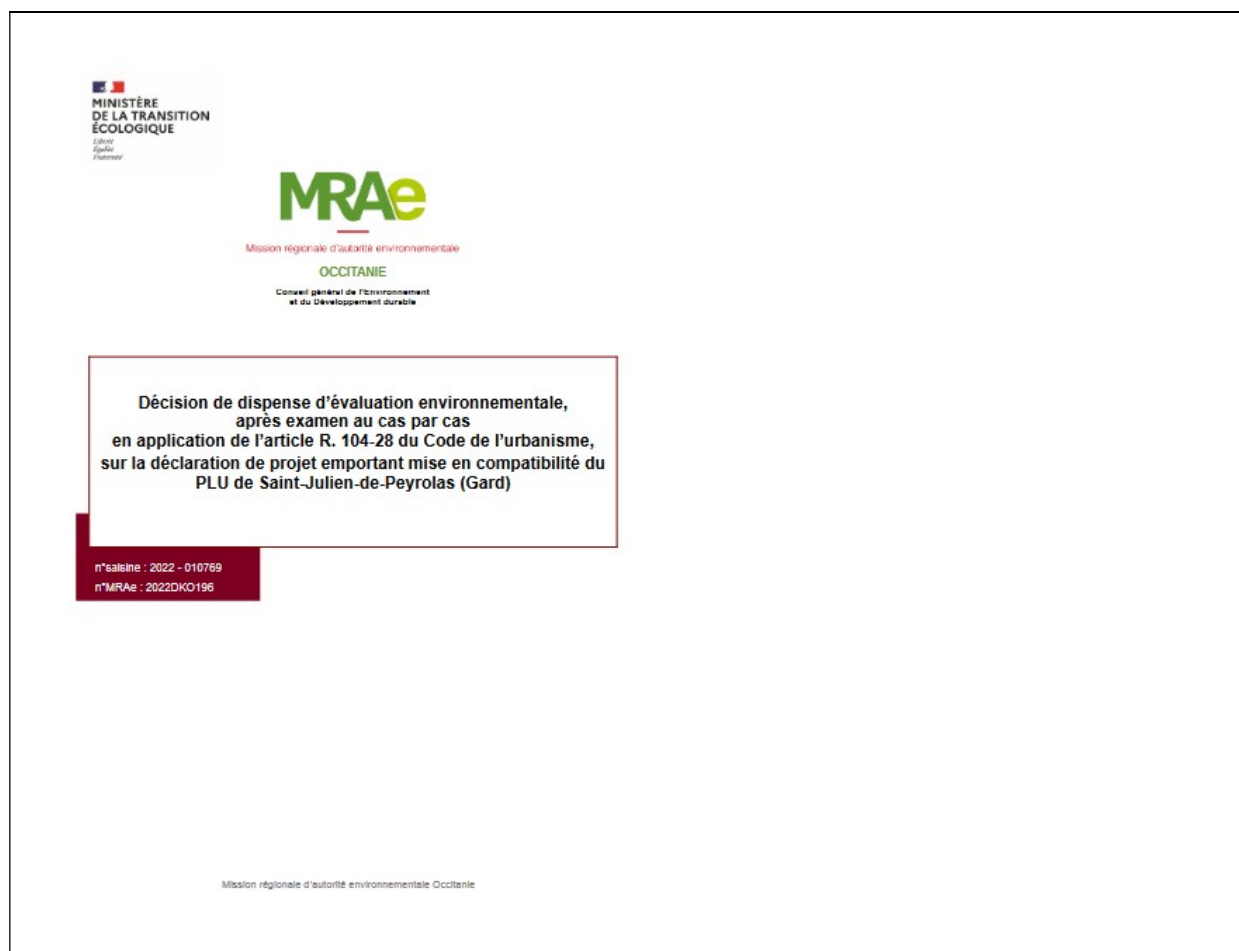 MINISTÈRE
DE LA TRANSITION
ÉCOLOGIQUE
Liberté
Égalité
Fraternité
MRAe
Mission régionale d'autorité environnementale
OCCITANIE
Conseil général de l'Environnement
et du Développement durable
Décision de dispense d'évaluation environnementale,
après examen au cas par cas
en application de l'article R. 104-28 du Code de l'urbanisme,
sur la déclaration de projet emportant mise en compatibilité du
PLU de Saint-Julien-de-Peyrolas (Gard)
n°saisine : 2022 - 010769
n°MRAe : 2022DKO196
Mission régionale d'autorité environnementale Occitanie